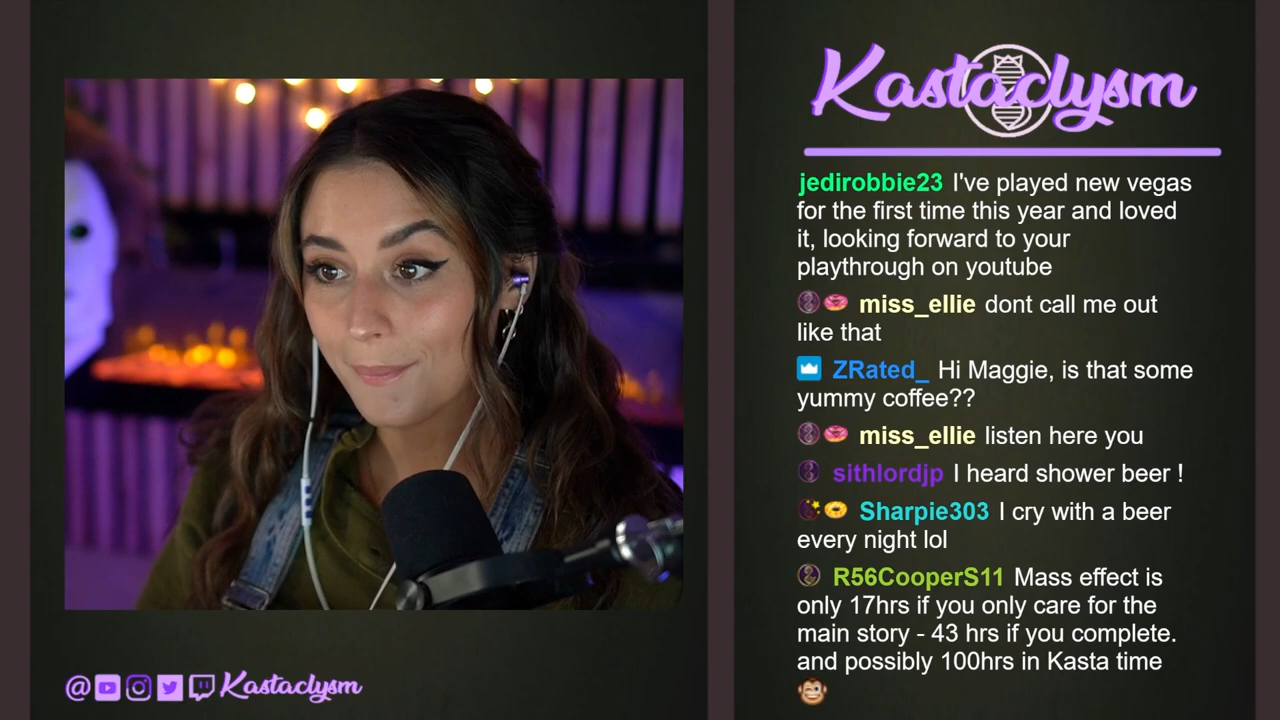 Kastaclysm
jedirobbie23 I've played new vegas
for the first time this year and loved
it, looking forward to your
playthrough on youtube
miss_ellie dont call me out
like that
ZRated_ Hi Maggie, is that some
yummy coffee??
miss_ellie listen here you
sithlordjp I heard shower beer !
Sharpie303 I cry with a beer
every night lol
R56CooperS11 Mass effect is
only 17hrs if you only care for the
main story - 43 hrs if you complete.
and possibly 100hrs in Kasta time
@ Kastaclysm